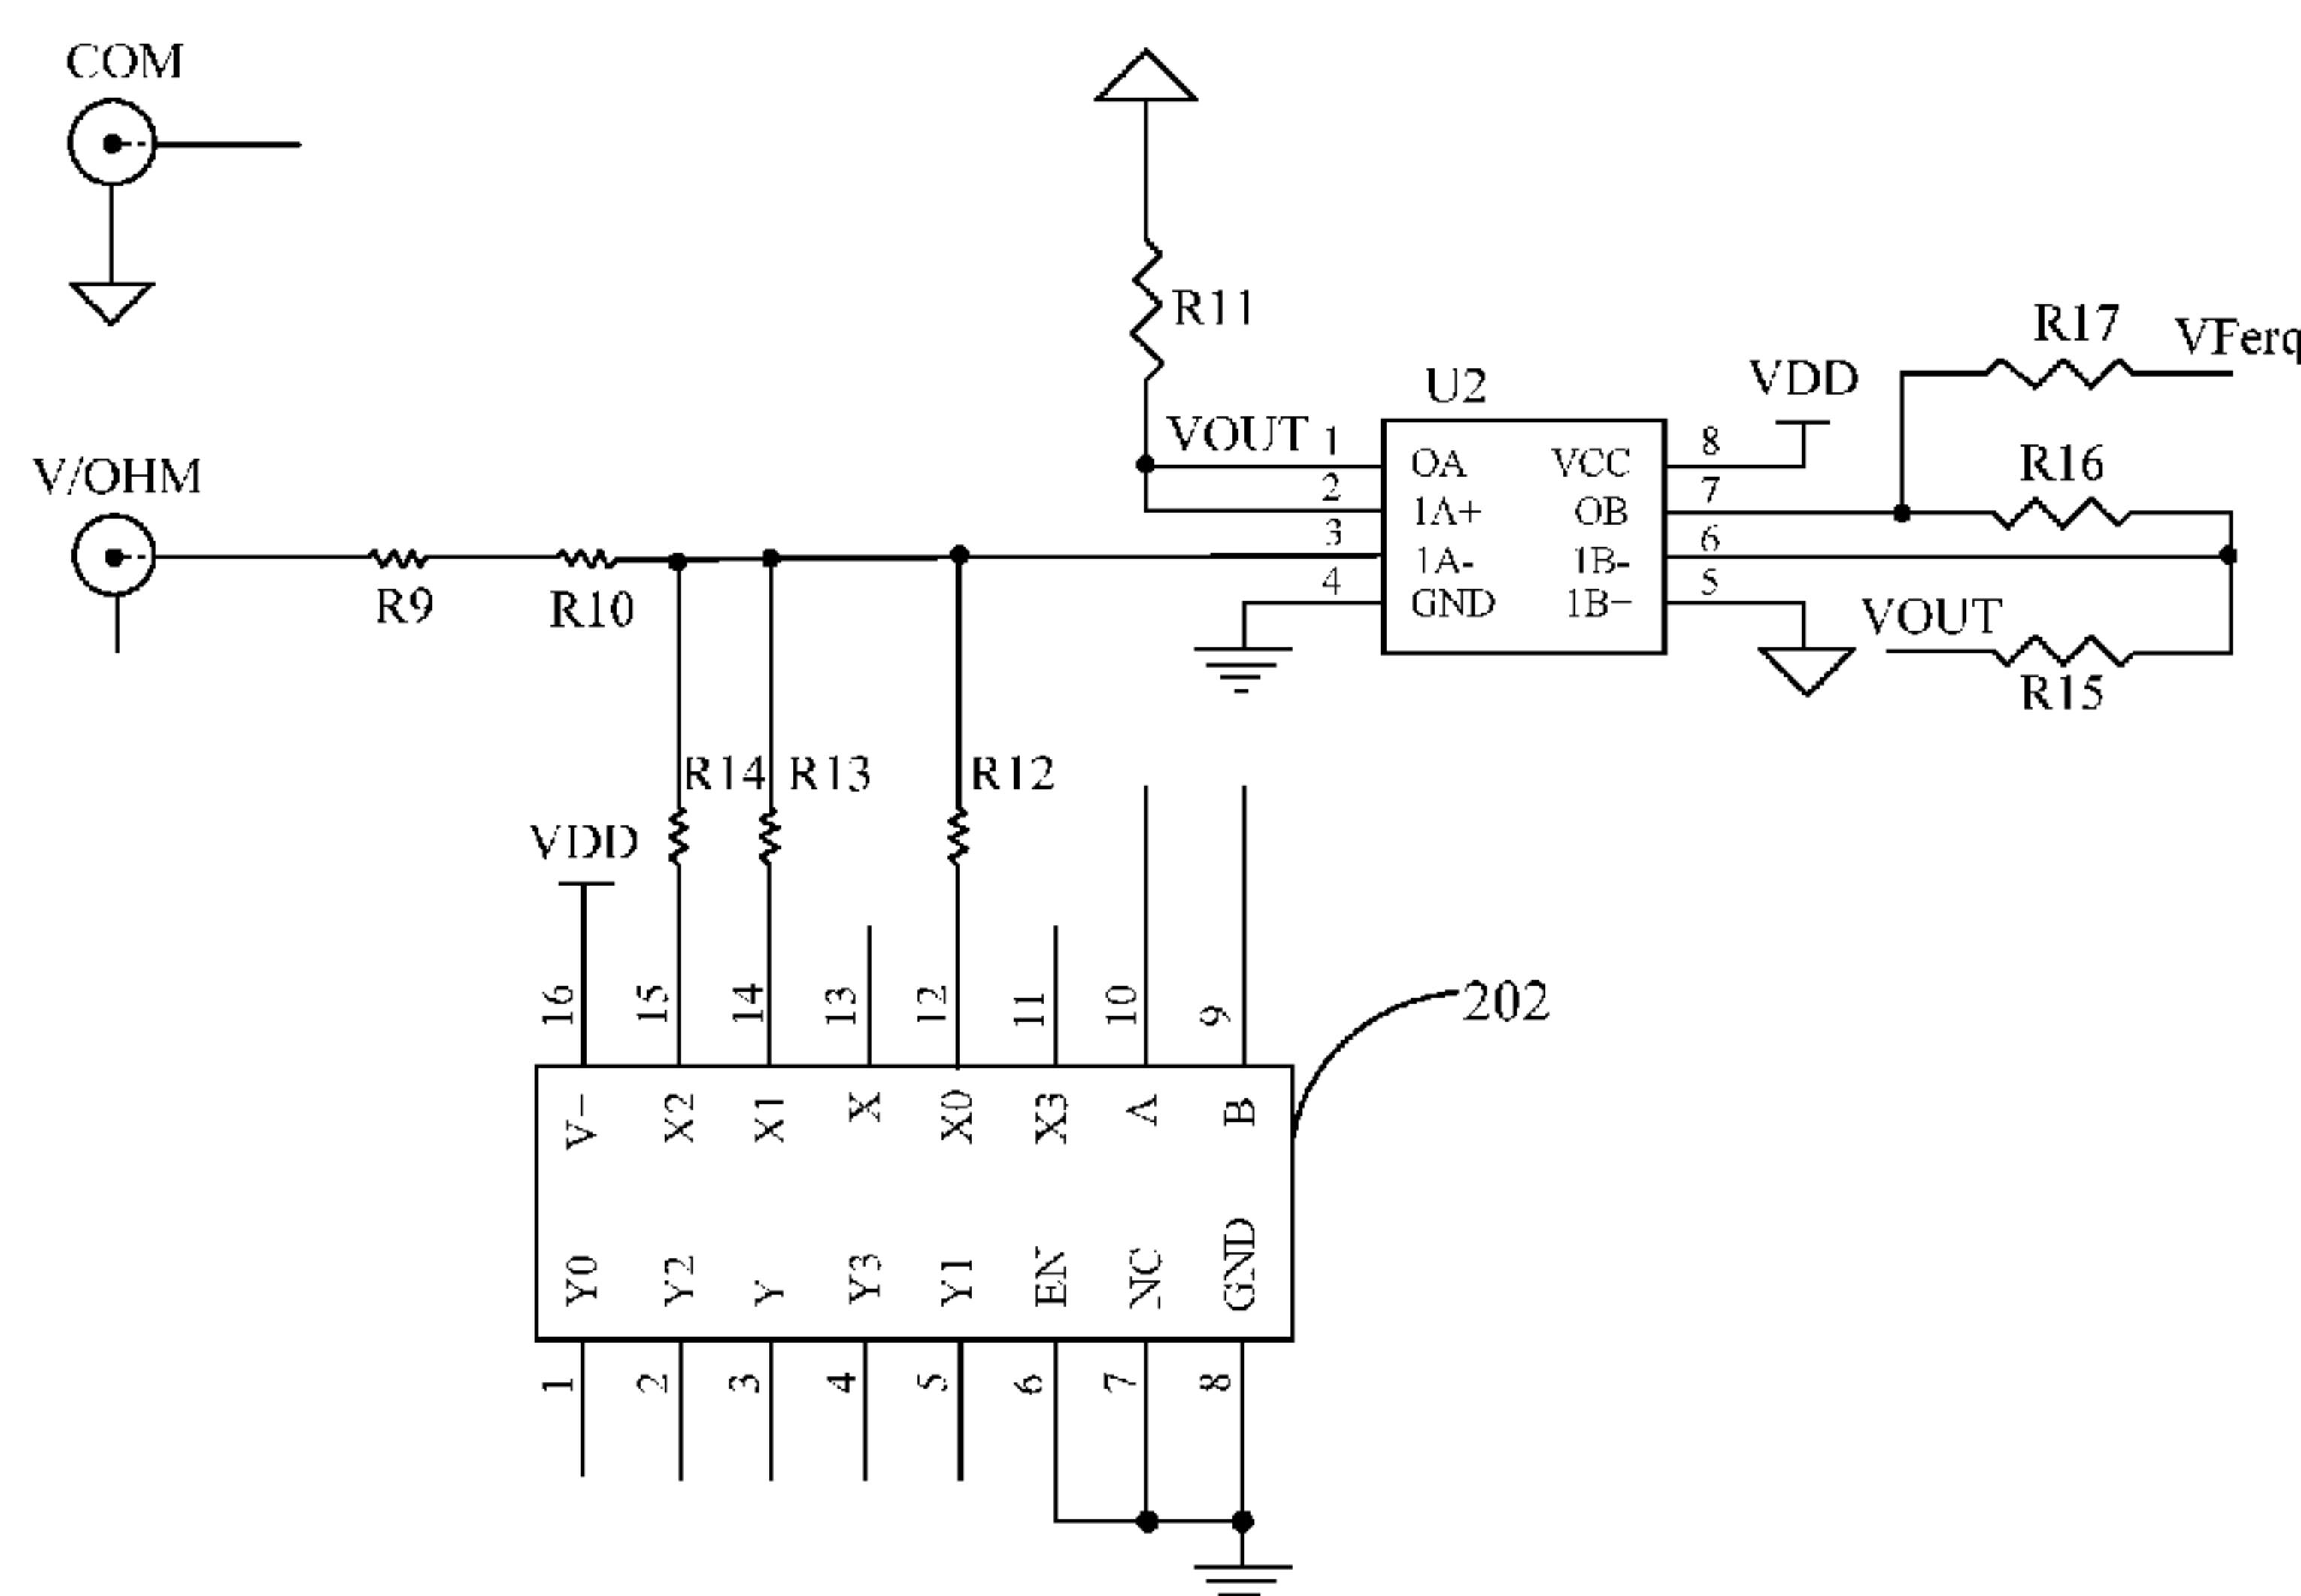 COM
R11
R17
VFerq
U2
VDD
VOUT
1
OA
VCC
8
R16
V/OHM
2
1A+
OB
7
3
1A-
1B-
6
R9
R10
4
GND
1B−
5
VOUT
R15
R14
R13
R12
VDD
16
15
14
13
12
11
10
9
202
V−
X2
X1
X
X0
X3
A
B
Y0
Y2
Y
Y3
Y1
EN
NC
GND
1
2
3
4
5
6
7
8